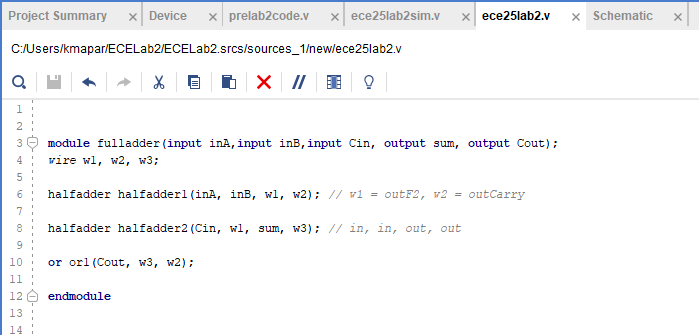 Project Summary × Device × prelab2code.v × ece25lab2sim.v × ece25lab2.v × Schematic ×
C:/Users/kmapar/ECELab2/ECELab2.srcs/sources_1/new/ece25lab2.v
1
2
3 module fulladder(input inA,input inB,input Cin, output sum, output Cout);
4 wire w1, w2, w3;
5
6 halfadder halfadder1(inA, inB, w1, w2); // w1 = outF2, w2 = outCarry
7
8 halfadder halfadder2(Cin, w1, sum, w3); // in, in, out, out
9
10 or or1(Cout, w3, w2);
11
12 endmodule
13
14